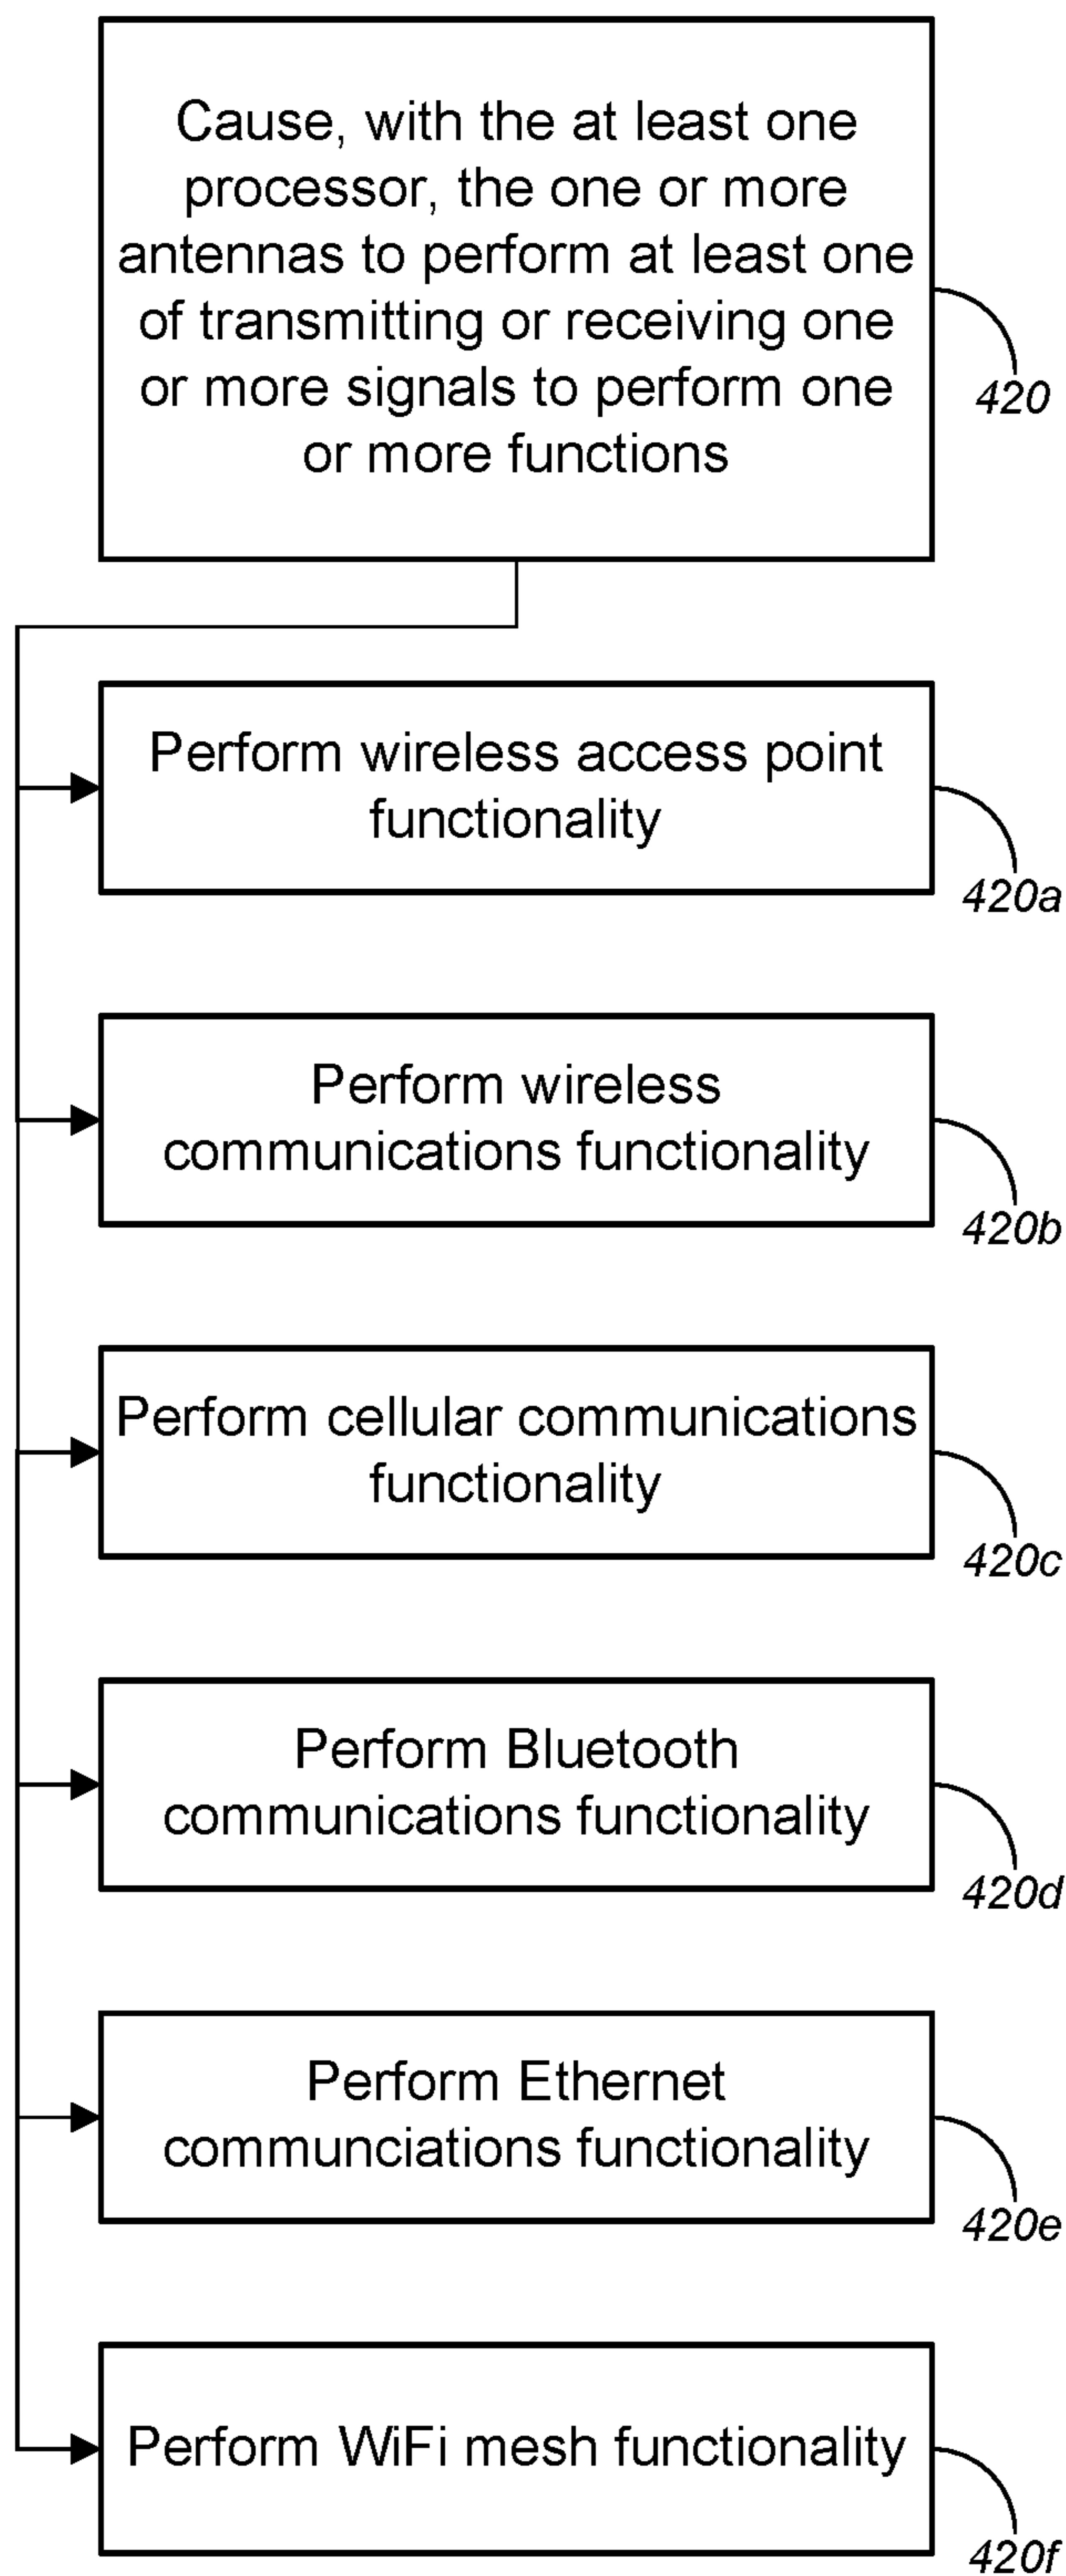 Cause, with the at least one
processor, the one or more
antennas to perform at least one
of transmitting or receiving one
or more signals to perform one
or more functions
420
Perform wireless access point
functionality
420a
Perform wireless
communications functionality
420b
Perform cellular communications
functionality
420c
Perform Bluetooth
communications functionality
420d
Perform Ethernet
communciations functionality
420e
Perform WiFi mesh functionality
420f